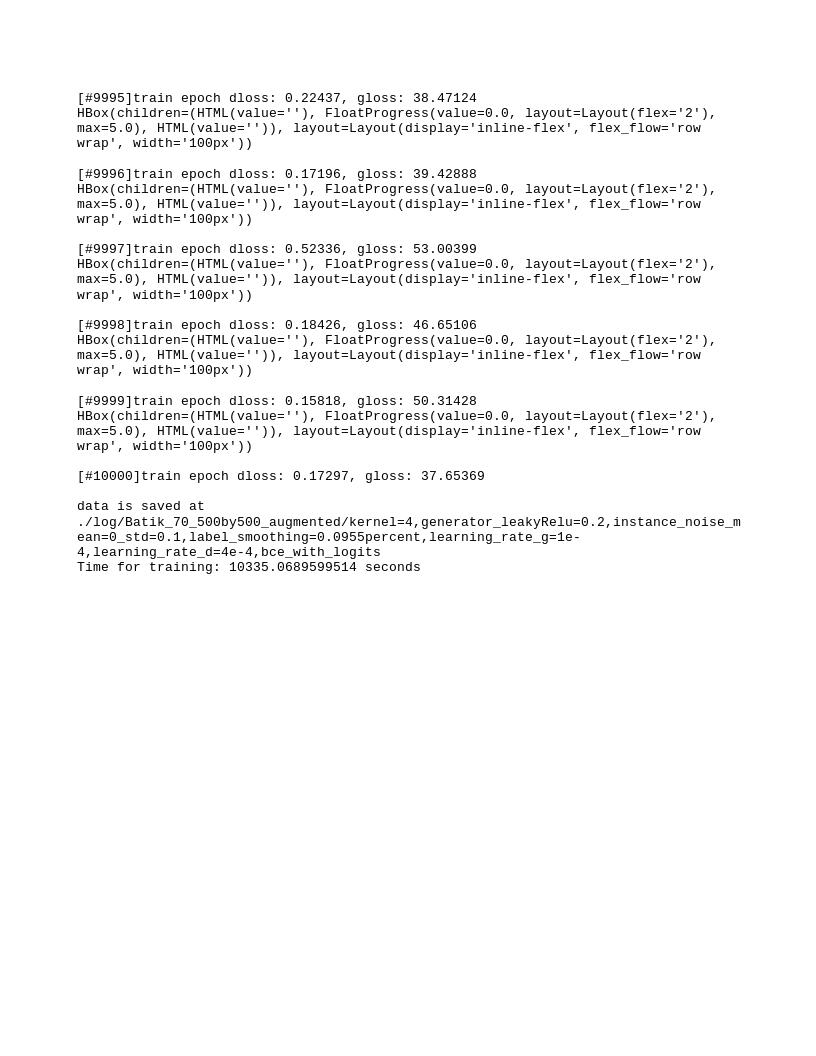 [#9995]train epoch dloss: 0.22437, gloss: 38.47124
HBox(children=(HTML(value=''), FloatProgress(value=0.0, layout=Layout(flex='2'),
max=5.0), HTML(value='')), layout=Layout(display='inline-flex', flex_flow='row
wrap', width='100px'))
[#9996]train epoch dloss: 0.17196, gloss: 39.42888
HBox(children=(HTML(value=''), FloatProgress(value=0.0, layout=Layout(flex='2'),
max=5.0), HTML(value='')), layout=Layout(display='inline-flex', flex_flow='row
wrap', width='100px'))
[#9997]train epoch dloss: 0.52336, gloss: 53.00399
HBox(children=(HTML(value=''), FloatProgress(value=0.0, layout=Layout(flex='2'),
max=5.0), HTML(value='')), layout=Layout(display='inline-flex', flex_flow='row
wrap', width='100px'))
[#9998]train epoch dloss: 0.18426, gloss: 46.65106
HBox(children=(HTML(value=''), FloatProgress(value=0.0, layout=Layout(flex='2'),
max=5.0), HTML(value='')), layout=Layout(display='inline-flex', flex_flow='row
wrap', width='100px'))
[#9999]train epoch dloss: 0.15818, gloss: 50.31428
HBox(children=(HTML(value=''), FloatProgress(value=0.0, layout=Layout(flex='2'),
max=5.0), HTML(value='')), layout=Layout(display='inline-flex', flex_flow='row
wrap', width='100px'))
[#10000]train epoch dloss: 0.17297, gloss: 37.65369
data is saved at
./log/Batik_70_500by500_augmented/kernel=4,generator_leakyRelu=0.2,instance_noise_m
ean=0_std=0.1,label_smoothing=0.0955percent,learning_rate_g=1e-
4,learning_rate_d=4e-4,bce_with_logits
Time for training: 10335.0689599514 seconds